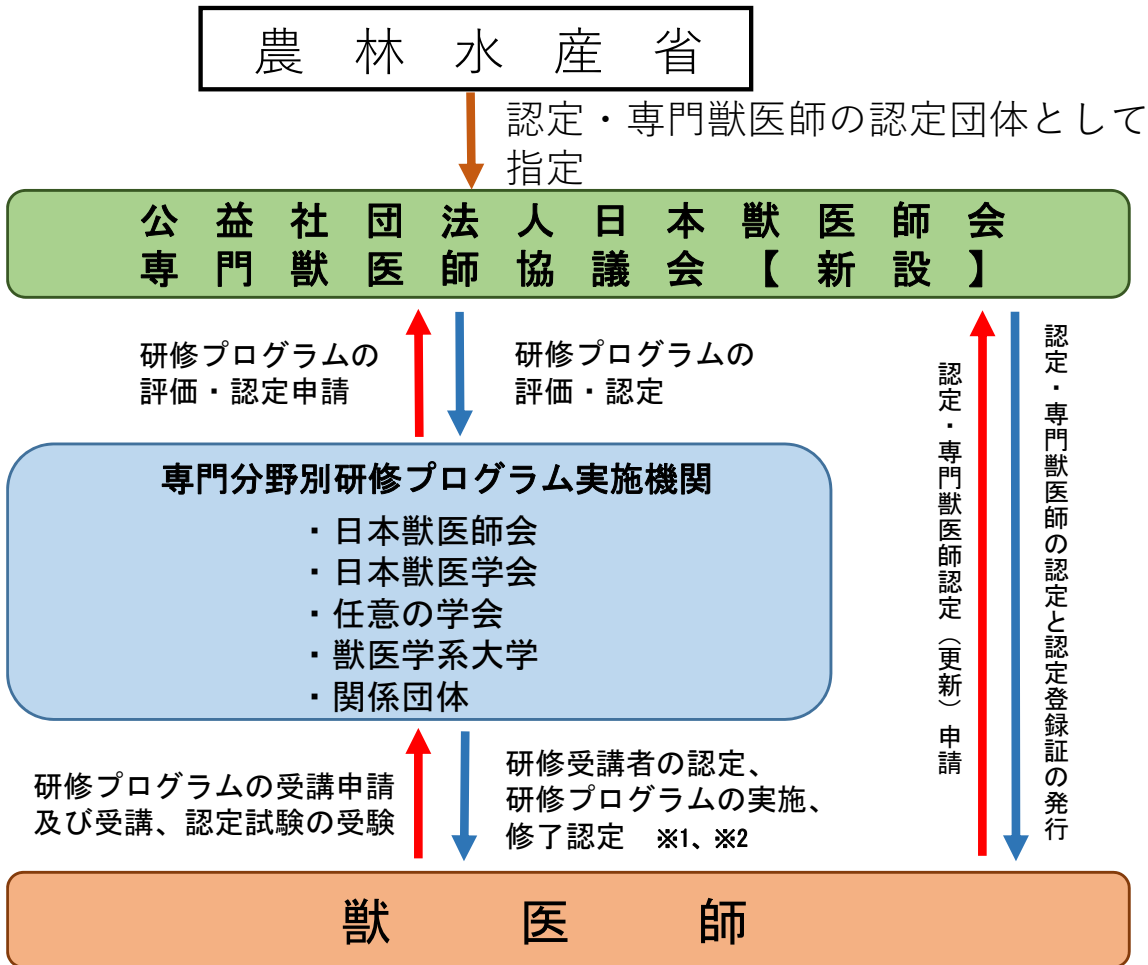 農林水産省
認定・専門獣医師の認定団体として
指定
公益社団法人日本獣医師会
専門獣医師協議会【新設】
研修プログラムの
評価・認定申請
研修プログラムの
評価・認定
専門分野別研修プログラム実施機関
・日本獣医師会
・日本獣医学会
・任意の学会
・獣医学系大学
・関係団体
認定・専門獣医師認定（更新）申請
認定・専門獣医師の認定と認定登録証の発行
研修プログラムの受講申請
及び受講、認定試験の受験
研修受講者の認定、
研修プログラムの実施、
修了認定　※1、※2
獣医師